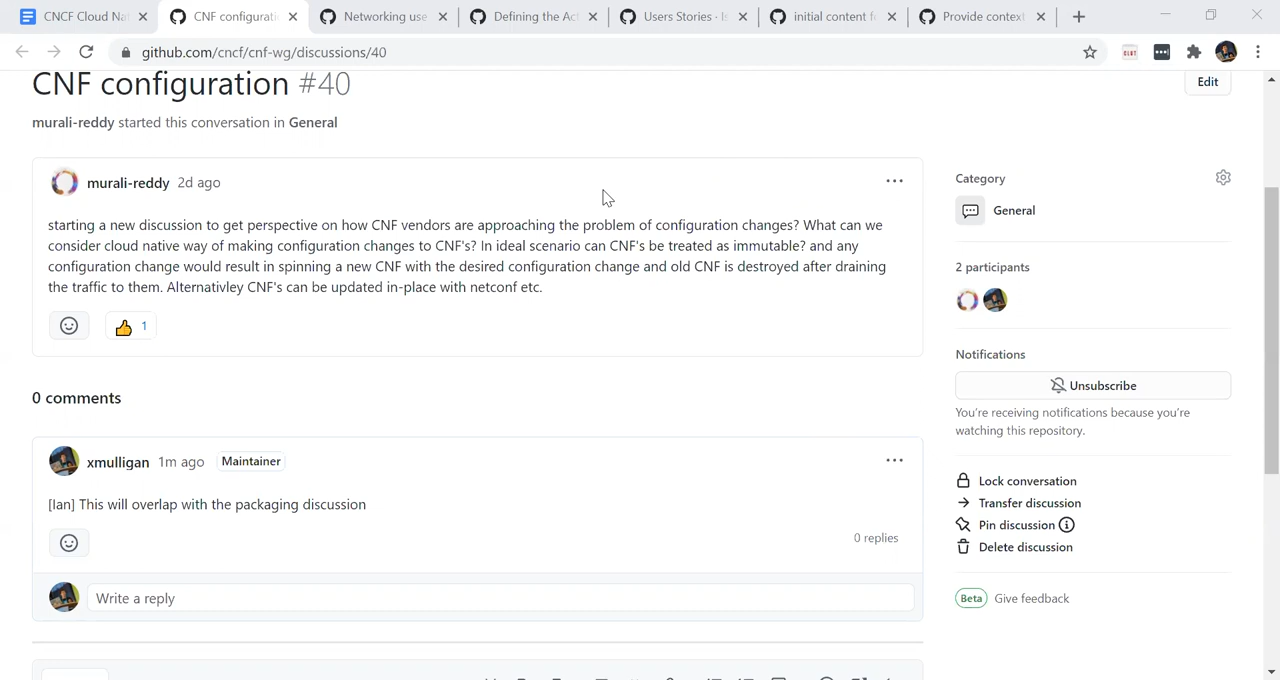 CNCF Cloud Nat
CNF configuratio
Networking use
Defining the Act
Users Stories · Is
initial content fo
Provide context
github.com/cncf/cnf-wg/discussions/40
CNF configuration #40
Edit
murali-reddy started this conversation in General
murali-reddy 2d ago
starting a new discussion to get perspective on how CNF vendors are approaching the problem of configuration changes? What can we
consider cloud native way of making configuration changes to CNF's? In ideal scenario can CNF's be treated as immutable? and any
configuration change would result in spinning a new CNF with the desired configuration change and old CNF is destroyed after draining
the traffic to them. Alternativley CNF's can be updated in-place with netconf etc.
1
0 comments
xmulligan 1m ago Maintainer
[Ian] This will overlap with the packaging discussion
0 replies
Write a reply
Category
General
2 participants
Notifications
Unsubscribe
You're receiving notifications because you're
watching this repository.
Lock conversation
Transfer discussion
Pin discussion
Delete discussion
Beta Give feedback